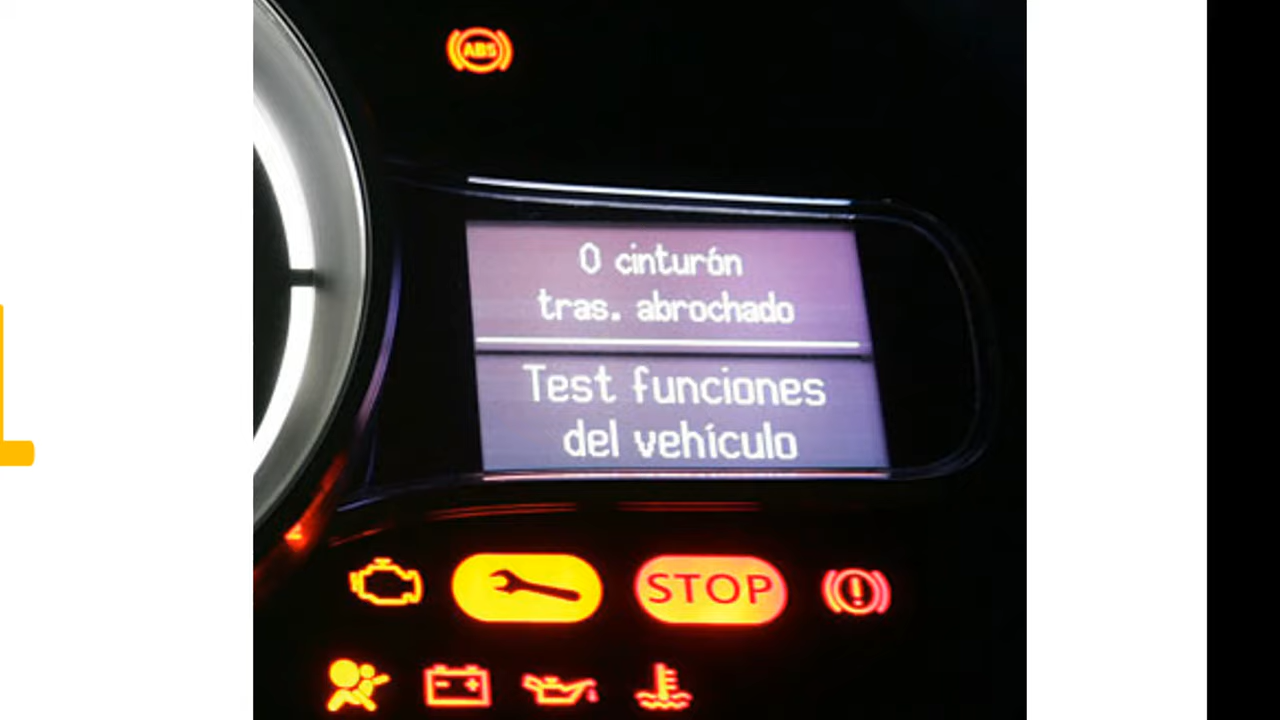 ABS
0 cinturón
tras. abrochado
Test funciones
del vehículo
STOP